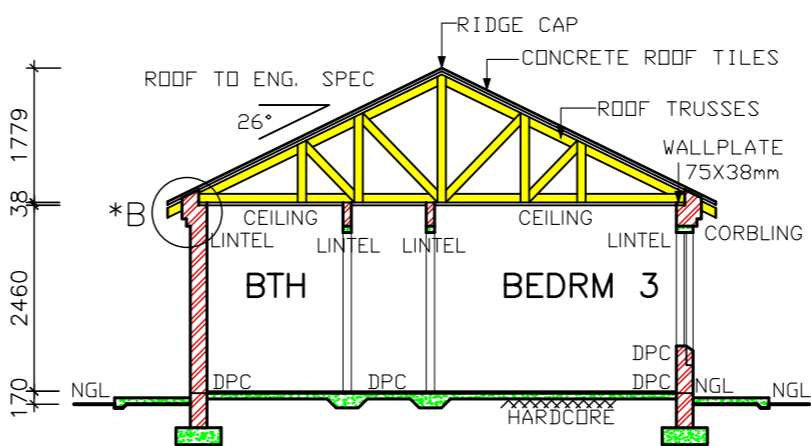 RIDGE CAP
CONCRETE ROOF TILES
ROOF TO ENG. SPEC
26°
ROOF TRUSSES
WALLPLATE
75X38mm
1779
38
2460
170
*B
CEILING
CEILING
CORBLING
LINTEL
LINTEL
LINTEL
LINTEL
BTH
BEDRM 3
DPC
DPC
DPC
DPC
NGL
NGL
NGL
HARDCORE